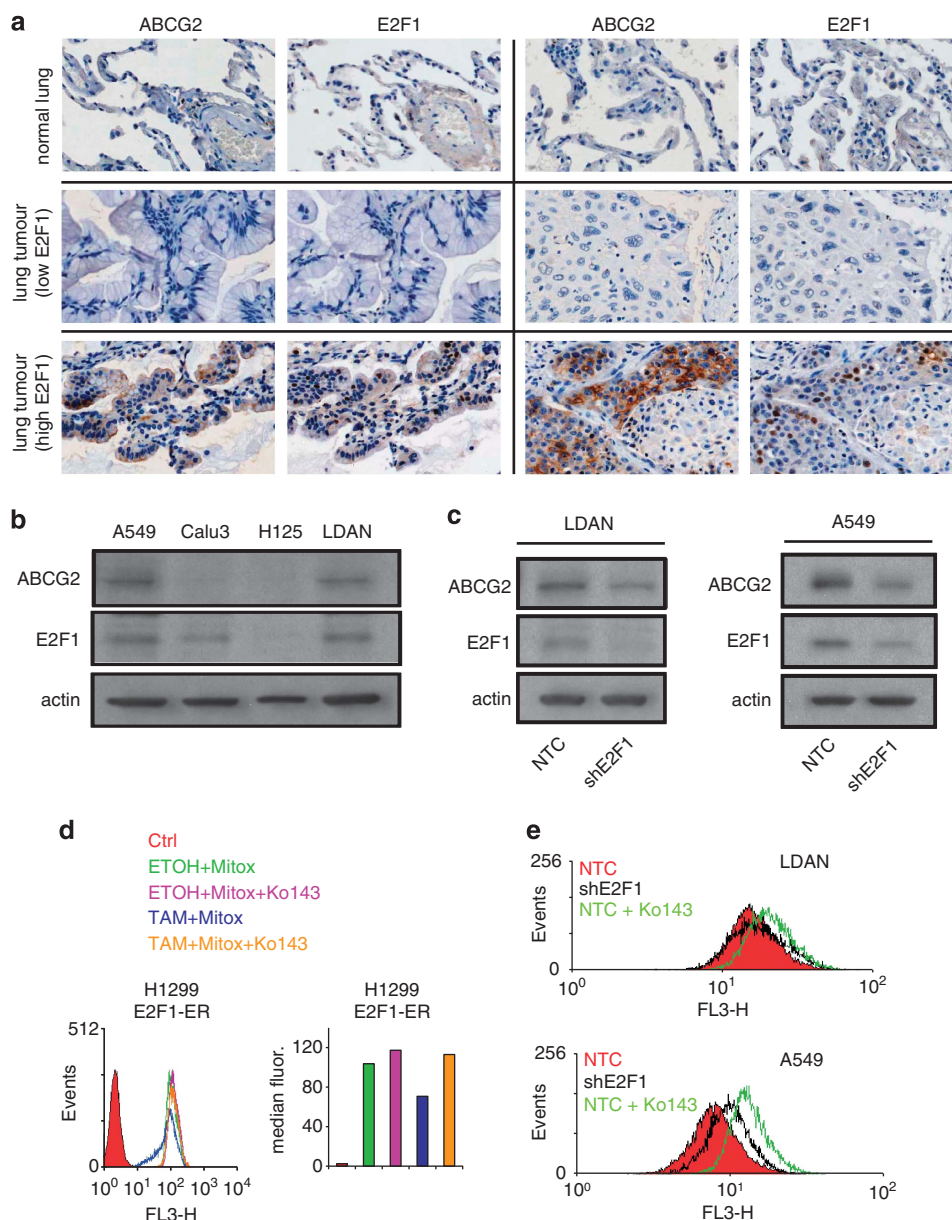 a
ABCG2 E2F1 ABCG2 E2F1
normal lung
lung tumour
(low E2F1)
lung tumour
(high E2F1)
b
A549 Calu3 H125 LDAN
ABCG2
E2F1
actin
c
LDAN
ABCG2
E2F1
actin
NTC shE2F1
A549
ABCG2
E2F1
actin
NTC shE2F1
d
Ctrl
ETOH+Mitox
ETOH+Mitox+Ko143
TAM+Mitox
TAM+Mitox+Ko143
H1299
E2F1-ER
512
Events
0
10⁰ 10¹ 10² 10³ 10⁴
FL3-H
H1299
E2F1-ER
median fluor.
120
80
40
0
e
256
LDAN
NTC
shE2F1
NTC + Ko143
Events
0
10⁰ 10¹ 10²
FL3-H
256
A549
NTC
shE2F1
NTC + Ko143
Events
0
10⁰ 10¹ 10²
FL3-H